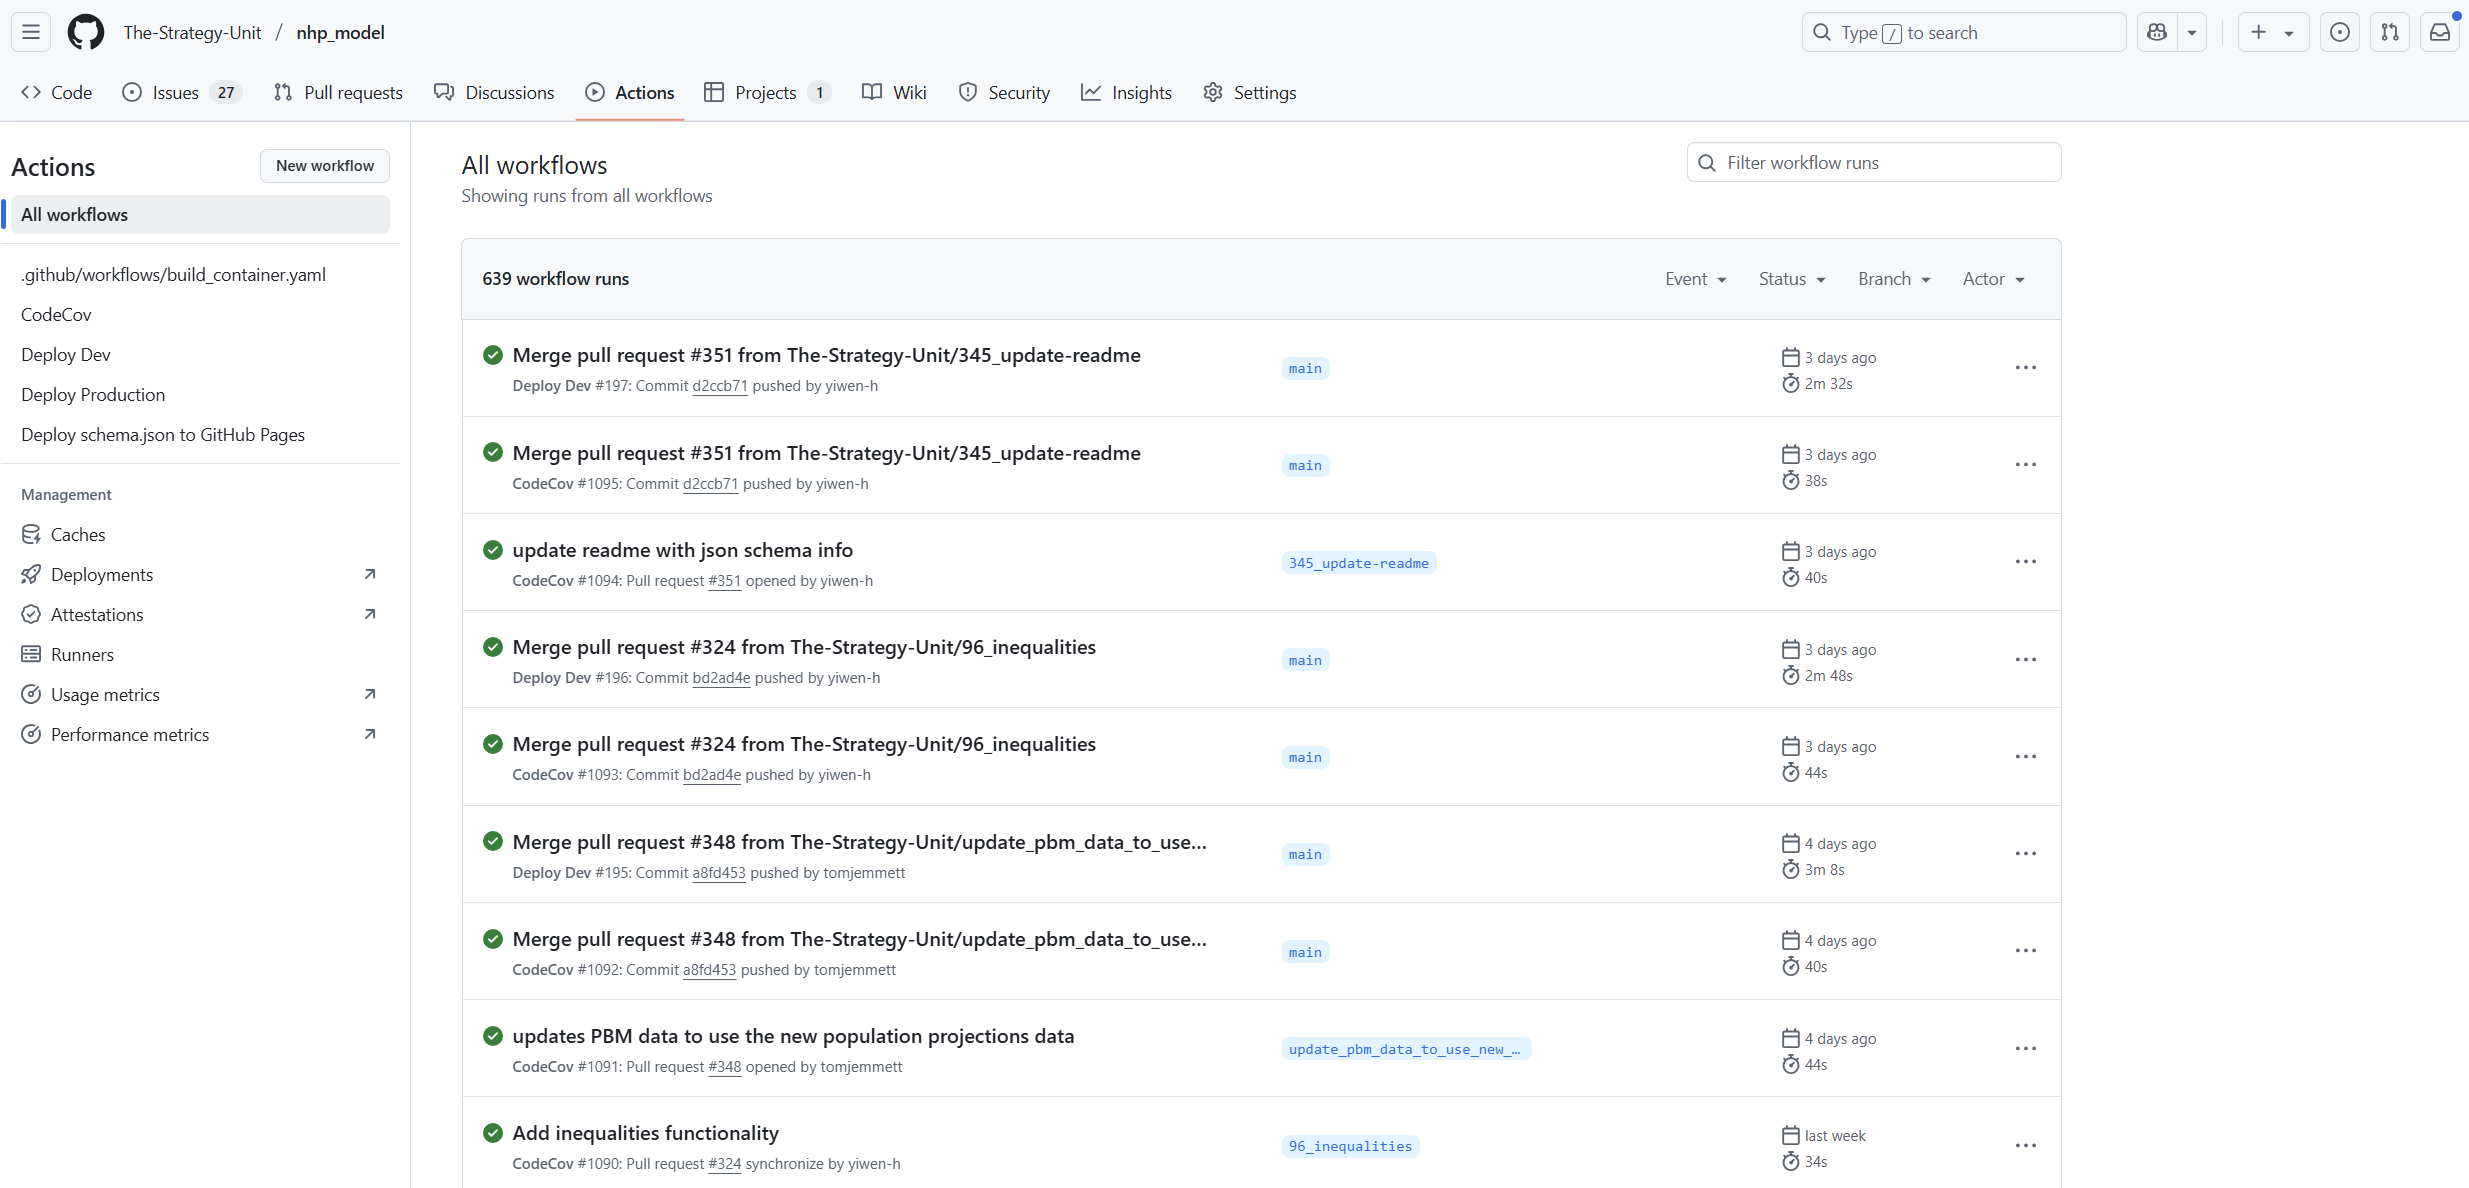 The-Strategy-Unit / nhp_model
Type / to search
Code
Issues 27
Pull requests
Discussions
Actions
Projects 1
Wiki
Security
Insights
Settings
Actions
New workflow
All workflows
.github/workflows/build_container.yaml
CodeCov
Deploy Dev
Deploy Production
Deploy schema.json to GitHub Pages
Management
Caches
Deployments
Attestations
Runners
Usage metrics
Performance metrics
All workflows
Showing runs from all workflows
Filter workflow runs
639 workflow runs
Event
Status
Branch
Actor
Merge pull request #351 from The-Strategy-Unit/345_update-readme
Deploy Dev #197: Commit d2ccb71 pushed by yiwen-h
main
3 days ago
2m 32s
Merge pull request #351 from The-Strategy-Unit/345_update-readme
CodeCov #1095: Commit d2ccb71 pushed by yiwen-h
main
3 days ago
38s
update readme with json schema info
CodeCov #1094: Pull request #351 opened by yiwen-h
345_update-readme
3 days ago
40s
Merge pull request #324 from The-Strategy-Unit/96_inequalities
Deploy Dev #196: Commit bd2ad4e pushed by yiwen-h
main
3 days ago
2m 48s
Merge pull request #324 from The-Strategy-Unit/96_inequalities
CodeCov #1093: Commit bd2ad4e pushed by yiwen-h
main
3 days ago
44s
Merge pull request #348 from The-Strategy-Unit/update_pbm_data_to_use...
Deploy Dev #195: Commit a8fd453 pushed by tomjemmett
main
4 days ago
3m 8s
Merge pull request #348 from The-Strategy-Unit/update_pbm_data_to_use...
CodeCov #1092: Commit a8fd453 pushed by tomjemmett
main
4 days ago
40s
updates PBM data to use the new population projections data
CodeCov #1091: Pull request #348 opened by tomjemmett
update_pbm_data_to_use_new_...
4 days ago
44s
Add inequalities functionality
CodeCov #1090: Pull request #324 synchronize by yiwen-h
96_inequalities
last week
34s